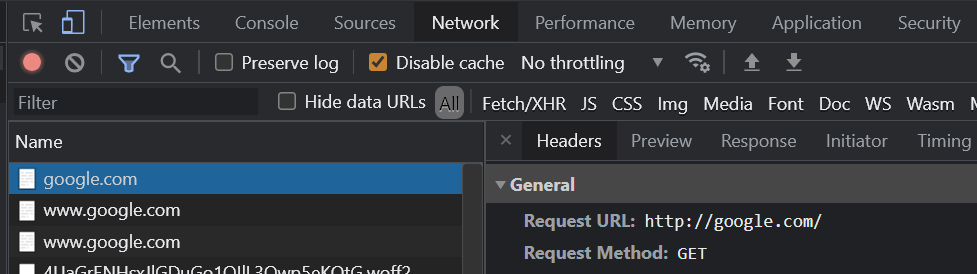 Elements Console Sources Network Performance Memory Application Security
Preserve log Disable cache No throttling
Filter Hide data URLs All Fetch/XHR JS CSS Img Media Font Doc WS Wasm
Name
Headers Preview Response Initiator Timing
google.com
General
www.google.com
Request URL: http://google.com/
www.google.com
Request Method: GET